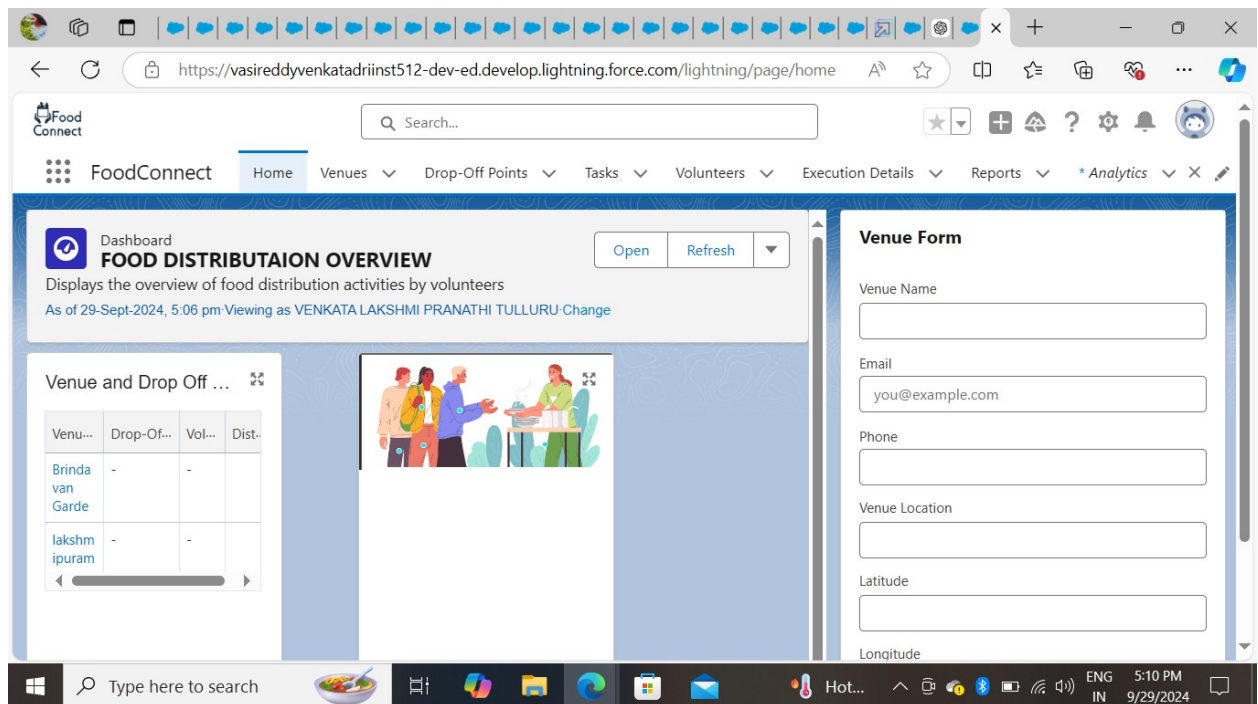 https://vasireddyvenkatadriinst512-dev-ed.develop.lightning.force.com/lightning/page/home
Food
Connect
Search...
FoodConnect Home Venues Drop-Off Points Tasks Volunteers Execution Details Reports * Analytics
Dashboard
FOOD DISTRIBUTAION OVERVIEW
Displays the overview of food distribution activities by volunteers
As of 29-Sept-2024, 5:06 pm·Viewing as VENKATA LAKSHMI PRANATHI TULLURU·Change
Open Refresh
Venue and Drop Off ...
Venu... Drop-Of... Vol... Dist.
Brinda - -
van
Garde
lakshm - -
ipuram
Venue Form
Venue Name
Email
you@example.com
Phone
Venue Location
Latitude
Longitude
Type here to search
Hot...
ENG
IN
5:10 PM
9/29/2024